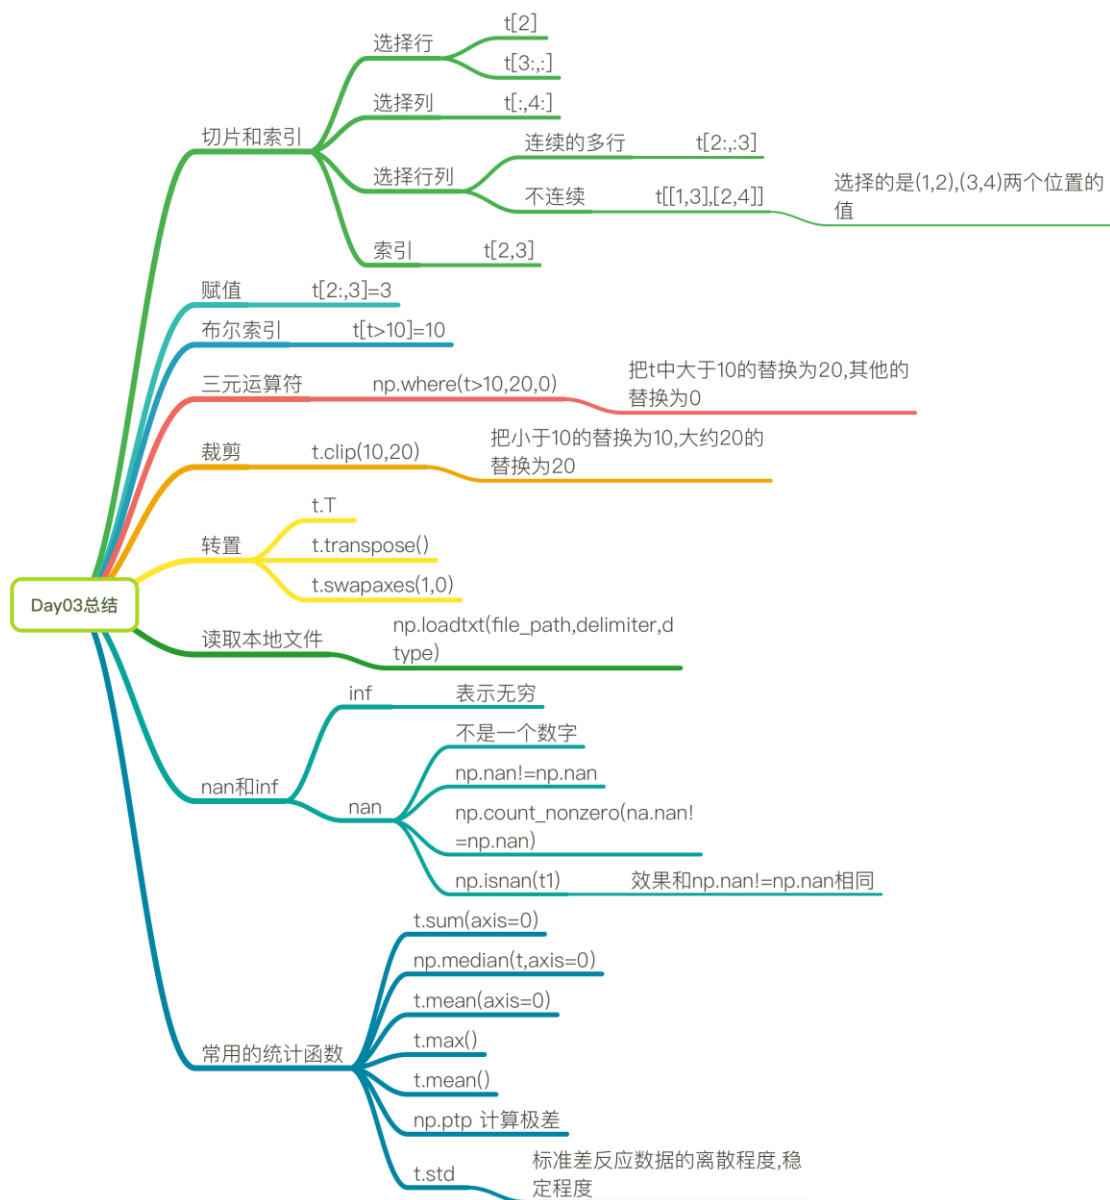 Day03总结
切片和索引
选择行
t[2]
t[3:,:]
选择列
t[:,4:]
选择行列
连续的多行
t[2:,:3]
不连续
t[[1,3],[2,4]]
选择的是(1,2),(3,4)两个位置的
值
索引
t[2,3]
赋值
t[2:,3]=3
布尔索引
t[t>10]=10
三元运算符
np.where(t>10,20,0)
把t中大于10的替换为20,其他的
替换为0
裁剪
t.clip(10,20)
把小于10的替换为10,大约20的
替换为20
转置
t.T
t.transpose()
t.swapaxes(1,0)
读取本地文件
np.loadtxt(file_path,delimiter,d
type)
nan和inf
inf
表示无穷
nan
不是一个数字
np.nan!=np.nan
np.count_nonzero(na.nan!
=np.nan)
np.isnan(t1)
效果和np.nan!=np.nan相同
常用的统计函数
t.sum(axis=0)
np.median(t,axis=0)
t.mean(axis=0)
t.max()
t.mean()
np.ptp 计算极差
t.std
标准差反应数据的离散程度,稳
定程度